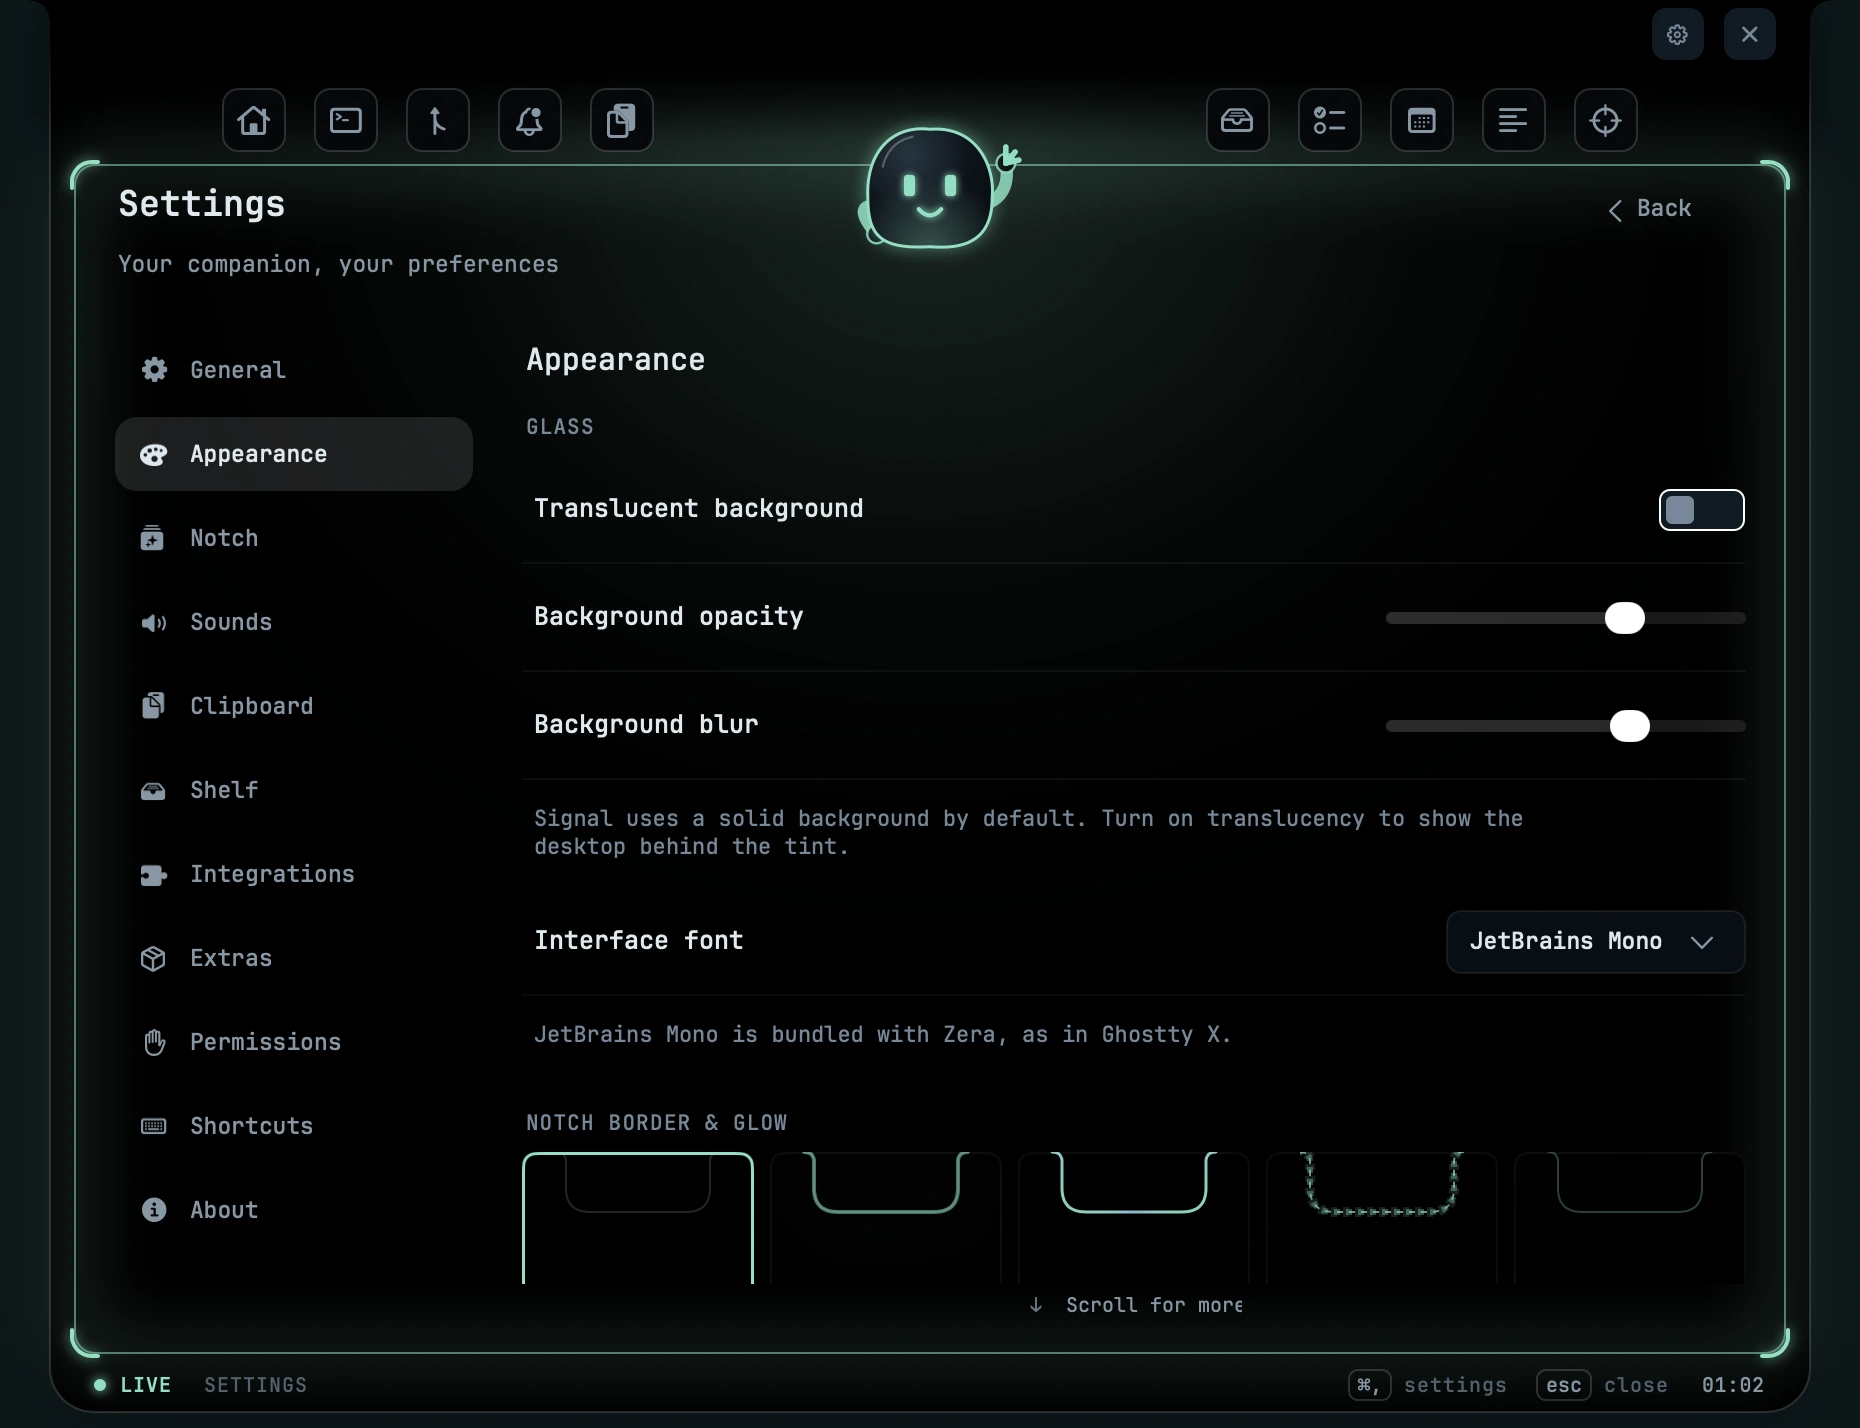 Settings
Back
Your companion, your preferences
General
Appearance
Notch
Sounds
Clipboard
Shelf
Integrations
Extras
Permissions
Shortcuts
About
Appearance
GLASS
Translucent background
Background opacity
Background blur
Signal uses a solid background by default. Turn on translucency to show the
desktop behind the tint.
Interface font
JetBrains Mono
JetBrains Mono is bundled with Zera, as in Ghostty X.
NOTCH BORDER & GLOW
↓ Scroll for more
LIVE SETTINGS
⌘, settings esc close 01:02